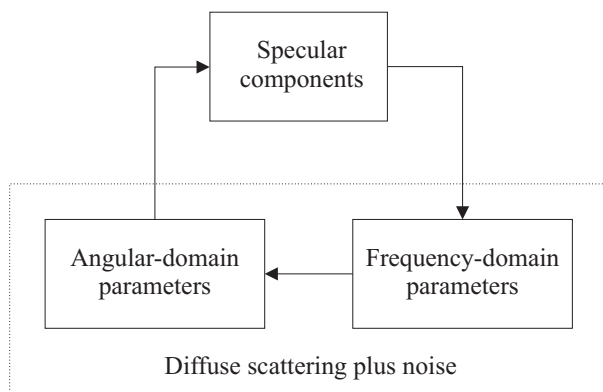 Specular
components
Angular-domain
parameters
Frequency-domain
parameters
Diffuse scattering plus noise